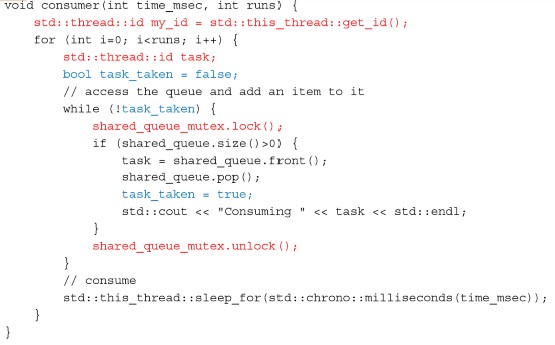 void consumer(int time_msec, int runs) {
    std::thread::id my_id = std::this_thread::get_id();
    for (int i=0; i<runs; i++) {
        std::thread::id task;
        bool task_taken = false;
        // access the queue and add an item to it
        while (!task_taken) {
            shared_queue_mutex.lock();
            if (shared_queue.size()>0) {
                task = shared_queue.front();
                shared_queue.pop();
                task_taken = true;
                std::cout << "Consuming " << task << std::endl;
            }
            shared_queue_mutex.unlock();
        }
        // consume
        std::this_thread::sleep_for(std::chrono::milliseconds(time_msec));
    }
}